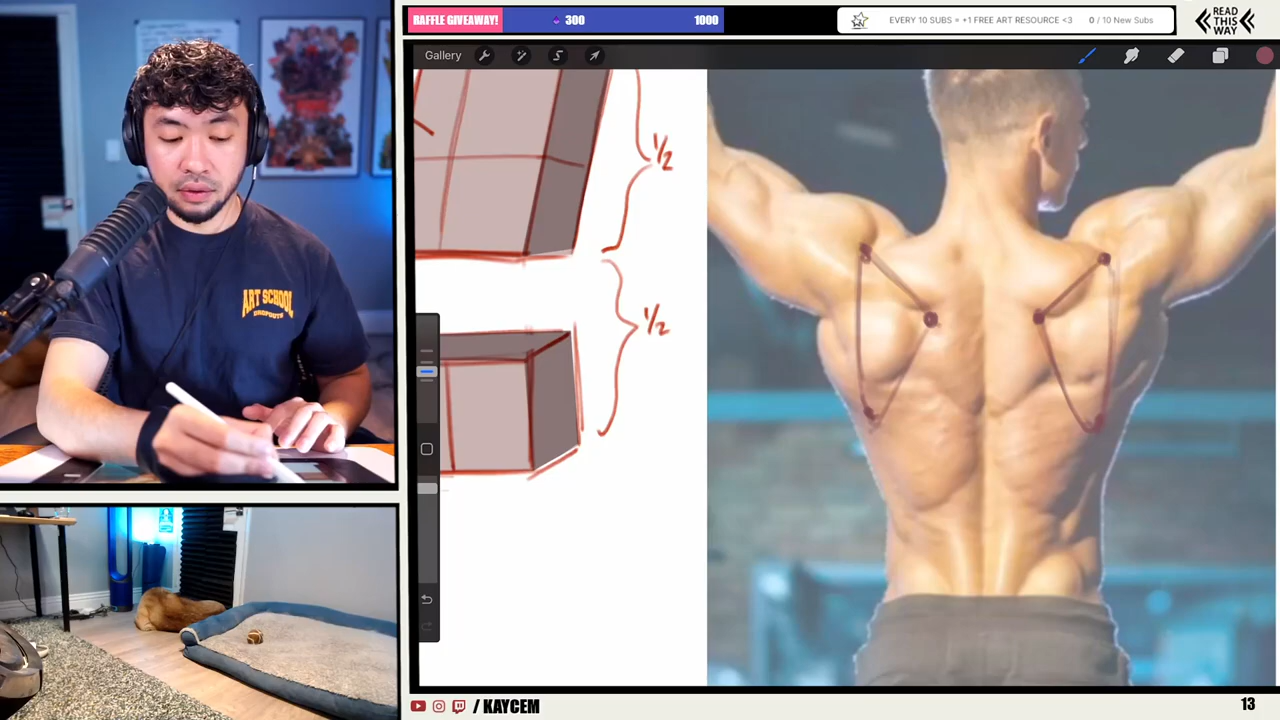 RAFFLE GIVEAWAY!
300
1000
EVERY 10 SUBS = +1 FREE ART RESOURCE <3
0 / 10 New Subs
READ
THIS
WAY
Gallery
1/2
1/2
ART SCHOOL
DROPOUTS
/ KAYCEM
13